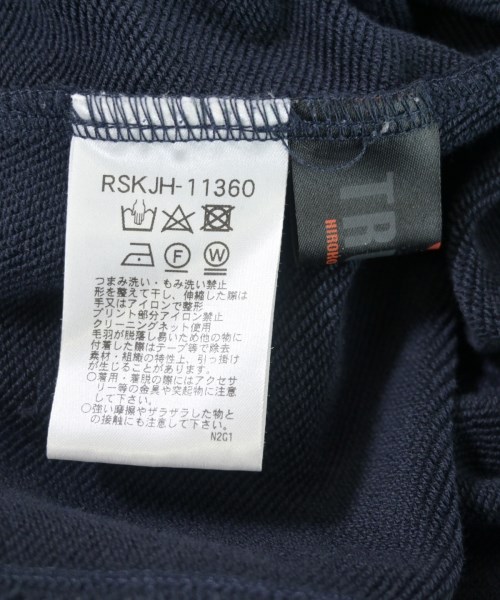 RSKJH-11360
F W
つまみ洗い・もみ洗い禁止
形を整えて干し、伸縮した際は
手又はアイロンで整形
プリント部分アイロン禁止
クリーニングネット使用
毛羽が脱落し易いため他の物に
付着した際はテープ等で除去
素材・組織の特性上、引っ掛け
が生じることがあります。
○着用・着脱の際にはアクセサ
リー等の金属や突起物に注意
して下さい。
○強い摩擦やザラザラした物と
の接触にも注意して下さい。
N2G1
TR
HIROKO